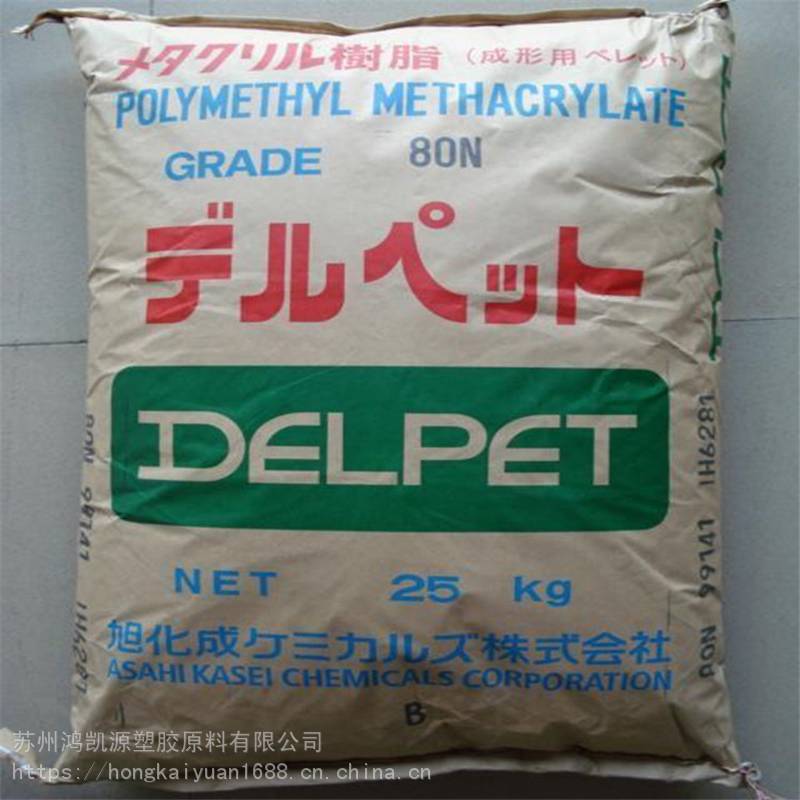 メタクリル樹脂（成形用ペレット）
POLYMETHYL METHACRYLATE
GRADE 80N
デルペット
DELPET
NET 25 kg
旭化成ケミカルズ株式会社
ASAHI KASEI CHEMICALS CORPORATION
B
99141 1H6281
苏州鸿凯源塑胶原料有限公司
https://hongkaiyuan1688.cn.china.cn